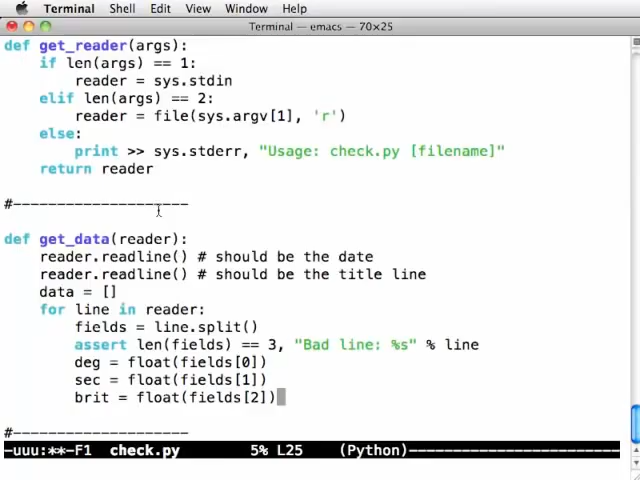 Terminal Shell Edit View Window Help
Terminal — emacs — 70×25
def get_reader(args):
    if len(args) == 1:
        reader = sys.stdin
    elif len(args) == 2:
        reader = file(sys.argv[1], 'r')
    else:
        print >> sys.stderr, "Usage: check.py [filename]"
    return reader
#--------------------
def get_data(reader):
    reader.readline() # should be the date
    reader.readline() # should be the title line
    data = []
    for line in reader:
        fields = line.split()
        assert len(fields) == 3, "Bad line: %s" % line
        deg = float(fields[0])
        sec = float(fields[1])
        brit = float(fields[2])
#--------------------
-uuu:**-F1  check.py        5% L25    (Python)------------------------